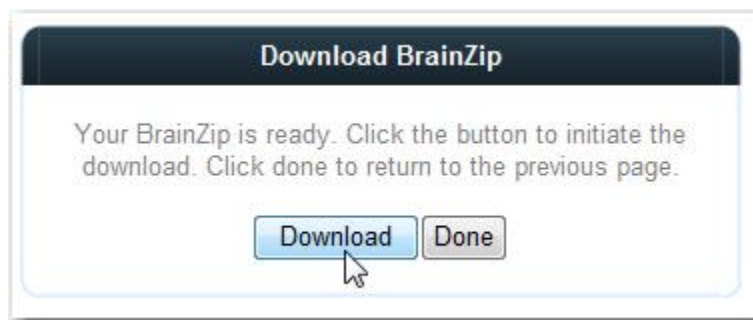 Download BrainZip
Your BrainZip is ready. Click the button to initiate the
download. Click done to return to the previous page.
Download Done